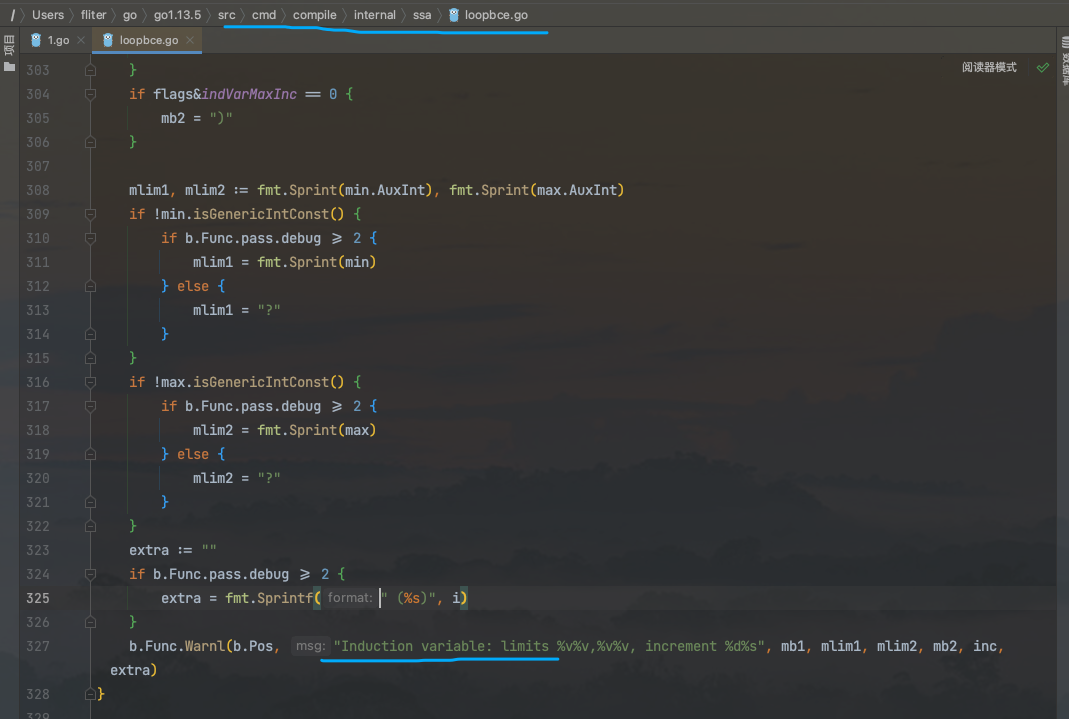 / Users fliter go go1.13.5 src cmd compile internal ssa loopbce.go
1.go loopbce.go
项目
阅读器模式
303 }
304 if flags&indVarMaxInc == 0 {
305 mb2 = ")"
306 }
307
308 mlim1, mlim2 := fmt.Sprint(min.AuxInt), fmt.Sprint(max.AuxInt)
309 if !min.isGenericIntConst() {
310 if b.Func.pass.debug >= 2 {
311 mlim1 = fmt.Sprint(min)
312 } else {
313 mlim1 = "?"
314 }
315 }
316 if !max.isGenericIntConst() {
317 if b.Func.pass.debug >= 2 {
318 mlim2 = fmt.Sprint(max)
319 } else {
320 mlim2 = "?"
321 }
322 }
323 extra := ""
324 if b.Func.pass.debug >= 2 {
325 extra = fmt.Sprintf( format: " (%s)", i)
326 }
327 b.Func.Warnl(b.Pos, msg: "Induction variable: limits %v%v,%v%v, increment %d%s", mb1, mlim1, mlim2, mb2, inc,
extra)
328 }
329